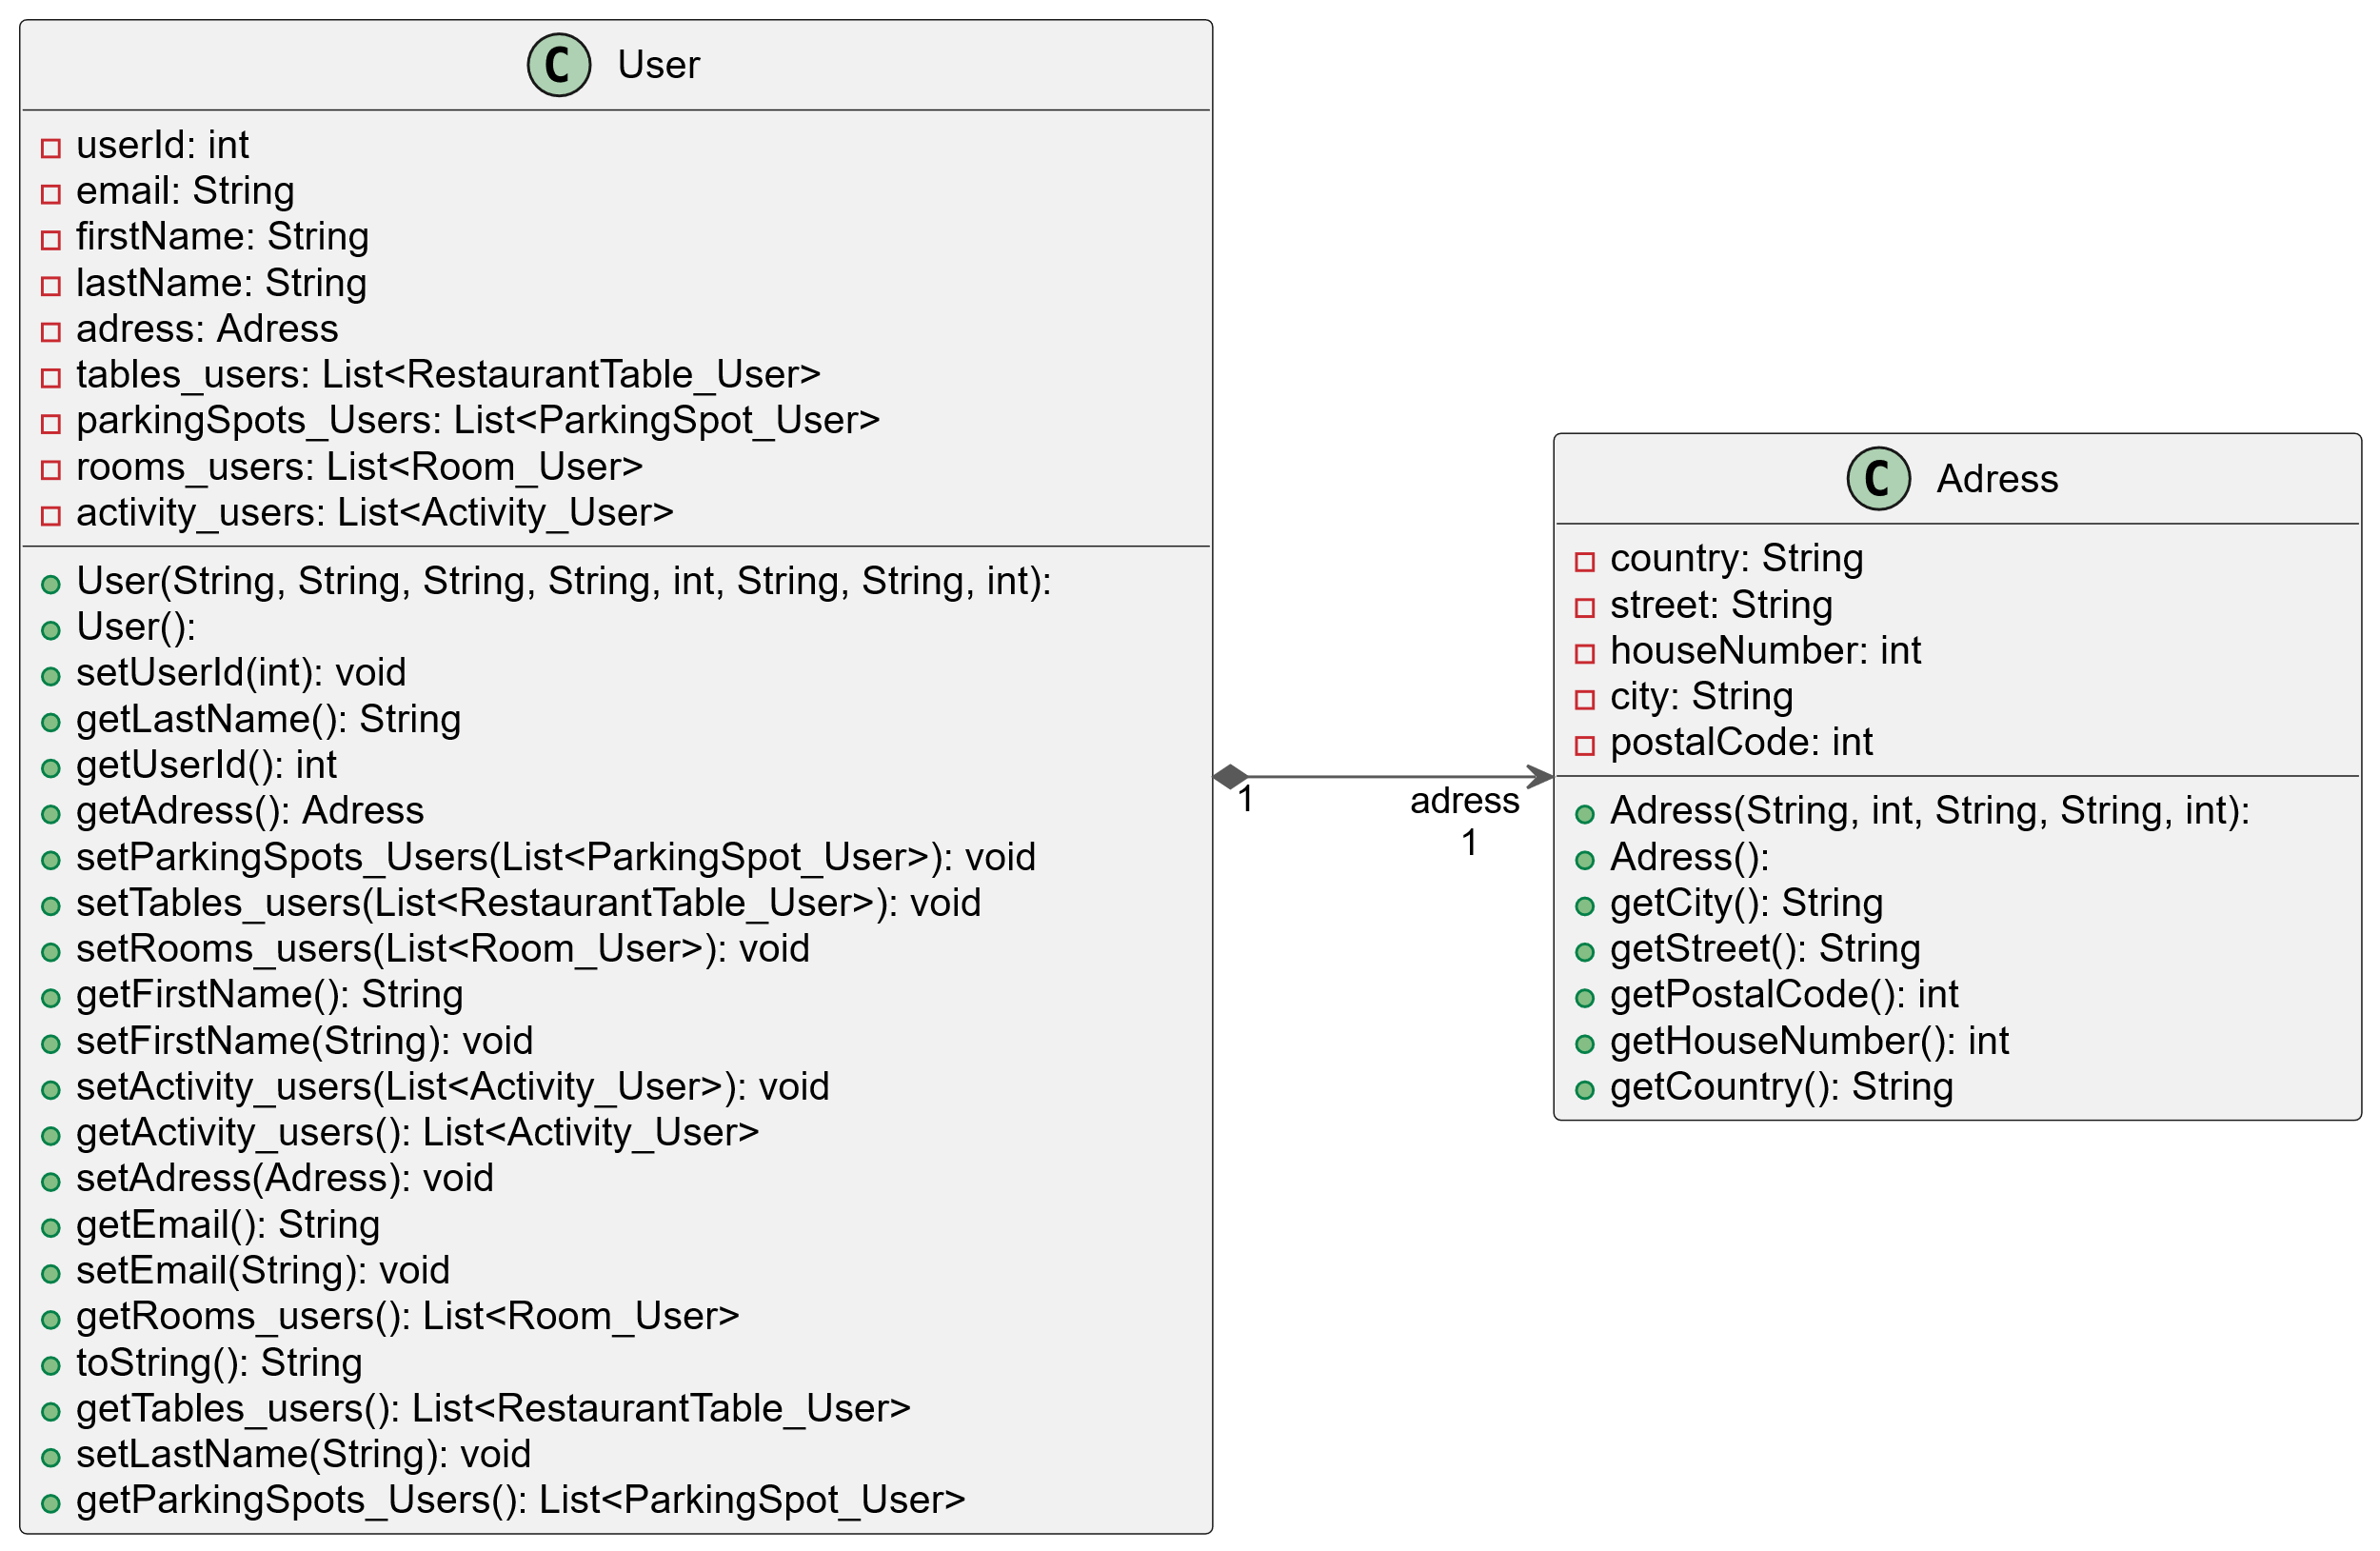 C User
userId: int
email: String
firstName: String
lastName: String
adress: Adress
tables_users: List<RestaurantTable_User>
parkingSpots_Users: List<ParkingSpot_User>
rooms_users: List<Room_User>
activity_users: List<Activity_User>
User(String, String, String, String, int, String, String, int):
User():
setUserId(int): void
getLastName(): String
getUserId(): int
getAdress(): Adress
setParkingSpots_Users(List<ParkingSpot_User>): void
setTables_users(List<RestaurantTable_User>): void
setRooms_users(List<Room_User>): void
getFirstName(): String
setFirstName(String): void
setActivity_users(List<Activity_User>): void
getActivity_users(): List<Activity_User>
setAdress(Adress): void
getEmail(): String
setEmail(String): void
getRooms_users(): List<Room_User>
toString(): String
getTables_users(): List<RestaurantTable_User>
setLastName(String): void
getParkingSpots_Users(): List<ParkingSpot_User>
1
adress
1
C Adress
country: String
street: String
houseNumber: int
city: String
postalCode: int
Adress(String, int, String, String, int):
Adress():
getCity(): String
getStreet(): String
getPostalCode(): int
getHouseNumber(): int
getCountry(): String